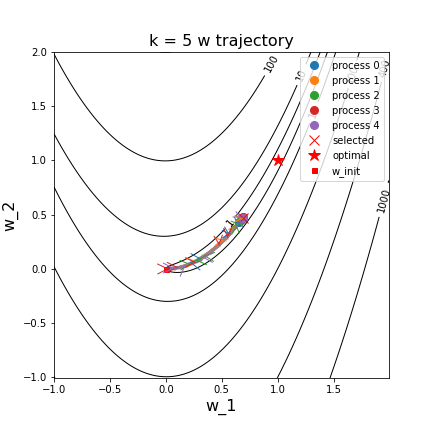 k = 5 w trajectory
2.0
1.5
1.0
0.5
0.0
−0.5
−1.0
w_2
100
10
1
1000
process 0
process 1
process 2
process 3
process 4
selected
optimal
w_init
−1.0
−0.5
0.0
0.5
1.0
1.5
w_1